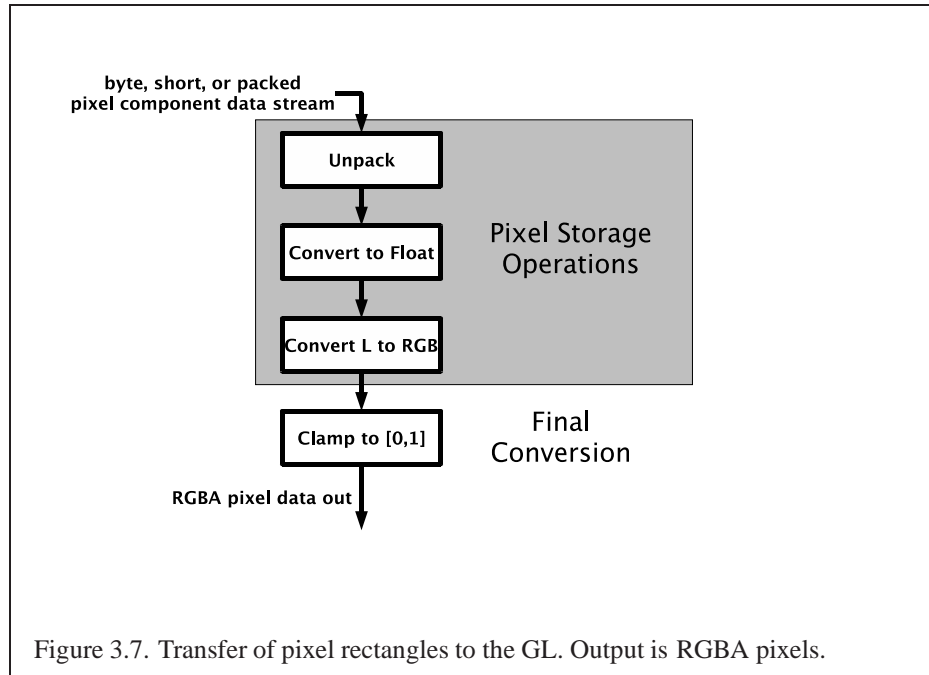 byte, short, or packed
pixel component data stream
Unpack
Convert to Float
Pixel Storage
Operations
Convert L to RGB
Clamp to [0,1]
Final
Conversion
RGBA pixel data out
Figure 3.7. Transfer of pixel rectangles to the GL. Output is RGBA pixels.